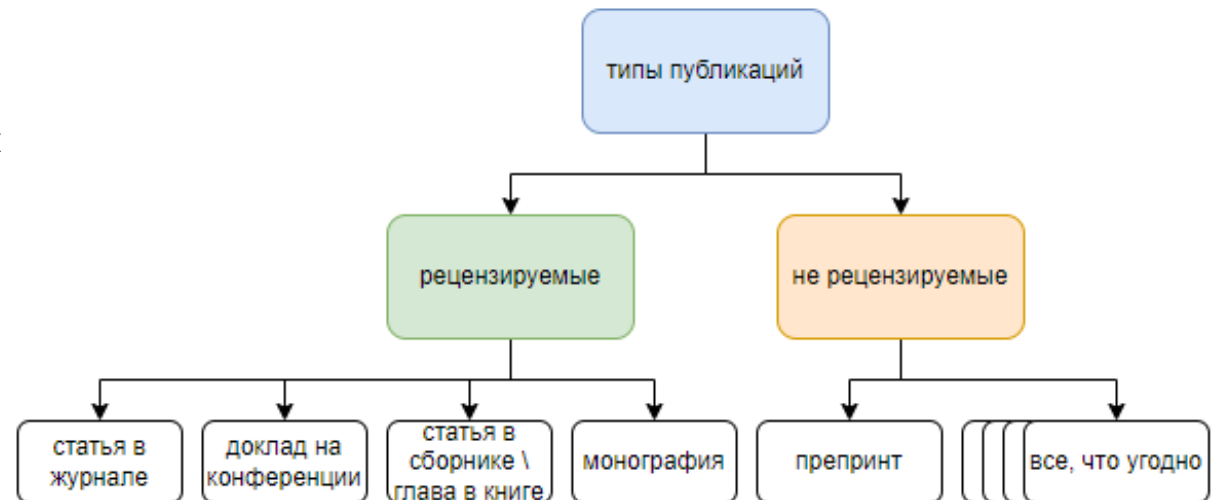 типы публикаций
рецензируемые
не рецензируемые
статья в
журнале
доклад на
конференции
статья в
сборнике \
глава в книге
монография
препринт
все, что угодно